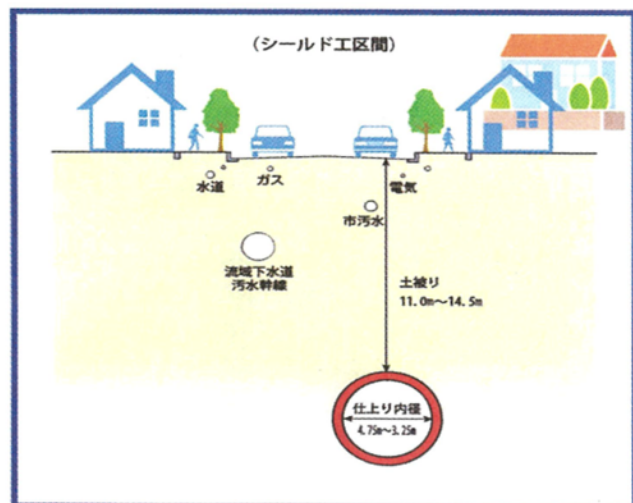 (シールド工区間)
水道
ガス
電気
市汚水
流域下水道
汚水幹線
土被り
11.0m～14.5m
仕上り内径
4.75m～3.25m